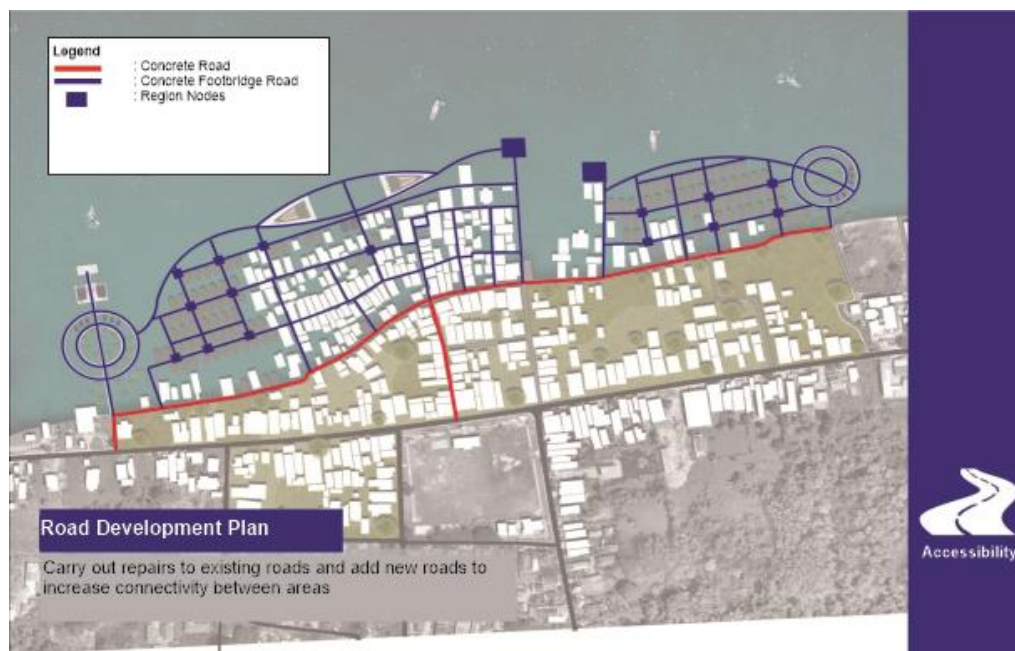 Legend
: Concrete Road
: Concrete Footbridge Road
: Region Nodes
Road Development Plan
Carry out repairs to existing roads and add new roads to
increase connectivity between areas
Accessibility